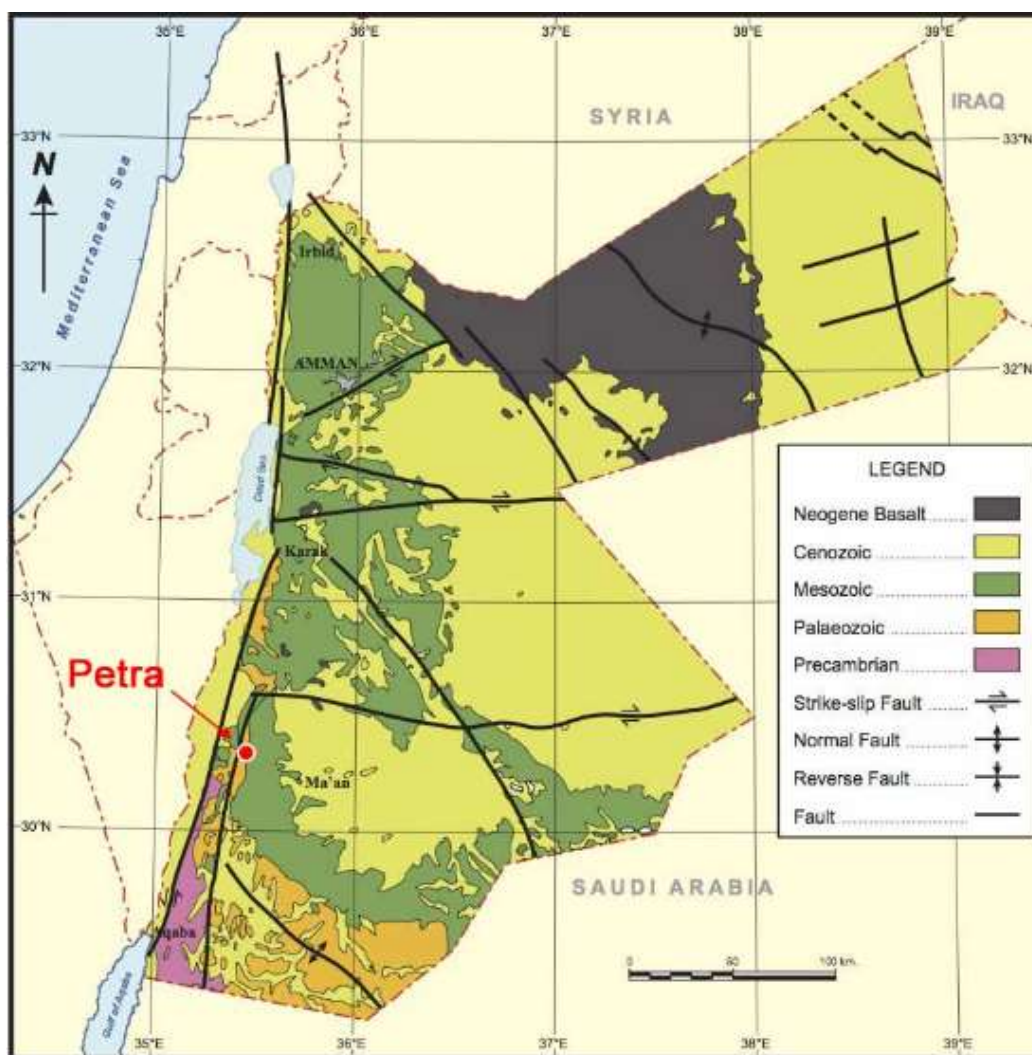 35°E
36°E
37°E
38°E
39°E
SYRIA
IRAQ
33°N
33°N
N
Mediterranean Sea
Irbid
AMMAN
32°N
32°N
Dead Sea
LEGEND
Neogene Basalt
Cenozoic
Mesozoic
Palaeozoic
Precambrian
Strike-slip Fault
Normal Fault
Reverse Fault
Fault
Karak
31°N
Petra
Ma'an
30°N
SAUDI ARABIA
Aqaba
0 50 100 km.
Gulf of Aqaba
35°E
36°E
37°E
38°E
39°E